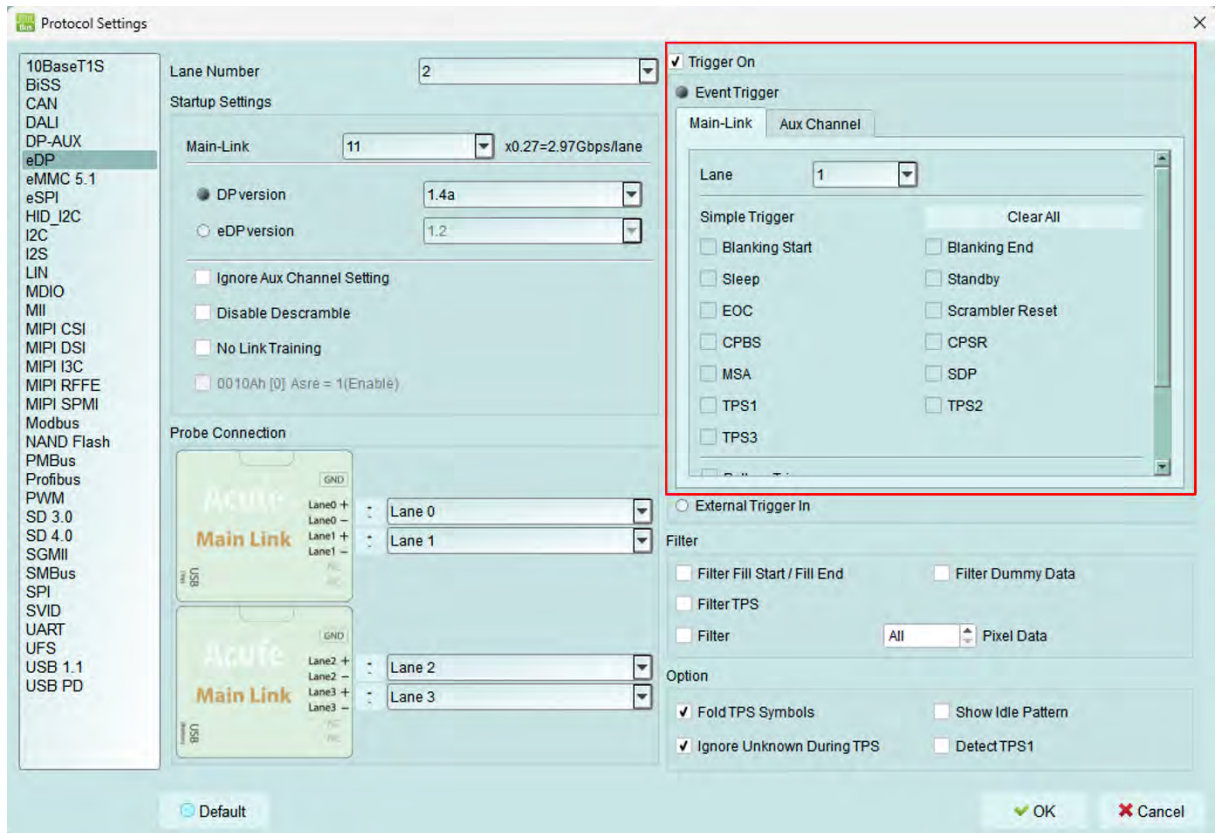 Protocol Settings
10BaseT1S
BiSS
CAN
DALI
DP-AUX
eDP
eMMC 5.1
eSPI
HID_I2C
I2C
I2S
LIN
MDIO
MII
MIPI CSI
MIPI DSI
MIPI I3C
MIPI RFFE
MIPI SPMI
Modbus
NAND Flash
PMBus
Profibus
PWM
SD 3.0
SD 4.0
SGMII
SMBus
SPI
SVID
UART
UFS
USB 1.1
USB PD
Lane Number 2
Startup Settings
Main-Link 11 x0.27=2.97Gbps/lane
DP version 1.4a
eDP version 1.2
Ignore Aux Channel Setting
Disable Descramble
No Link Training
0010Ah [0] Asre = 1(Enable)
Probe Connection
Acute
Main Link
USB
GND
Lane0 +
Lane0 −
Lane1 +
Lane1 −
NC
NC
: Lane 0
: Lane 1
Acute
Main Link
USB
GND
Lane2 +
Lane2 −
Lane3 +
Lane3 −
NC
NC
: Lane 2
: Lane 3
Trigger On
Event Trigger
Main-Link Aux Channel
Lane 1
Simple Trigger Clear All
Blanking Start Blanking End
Sleep Standby
EOC Scrambler Reset
CPBS CPSR
MSA SDP
TPS1 TPS2
TPS3
External Trigger In
Filter
Filter Fill Start / Fill End Filter Dummy Data
Filter TPS
Filter All Pixel Data
Option
Fold TPS Symbols Show Idle Pattern
Ignore Unknown During TPS Detect TPS1
Default
OK Cancel